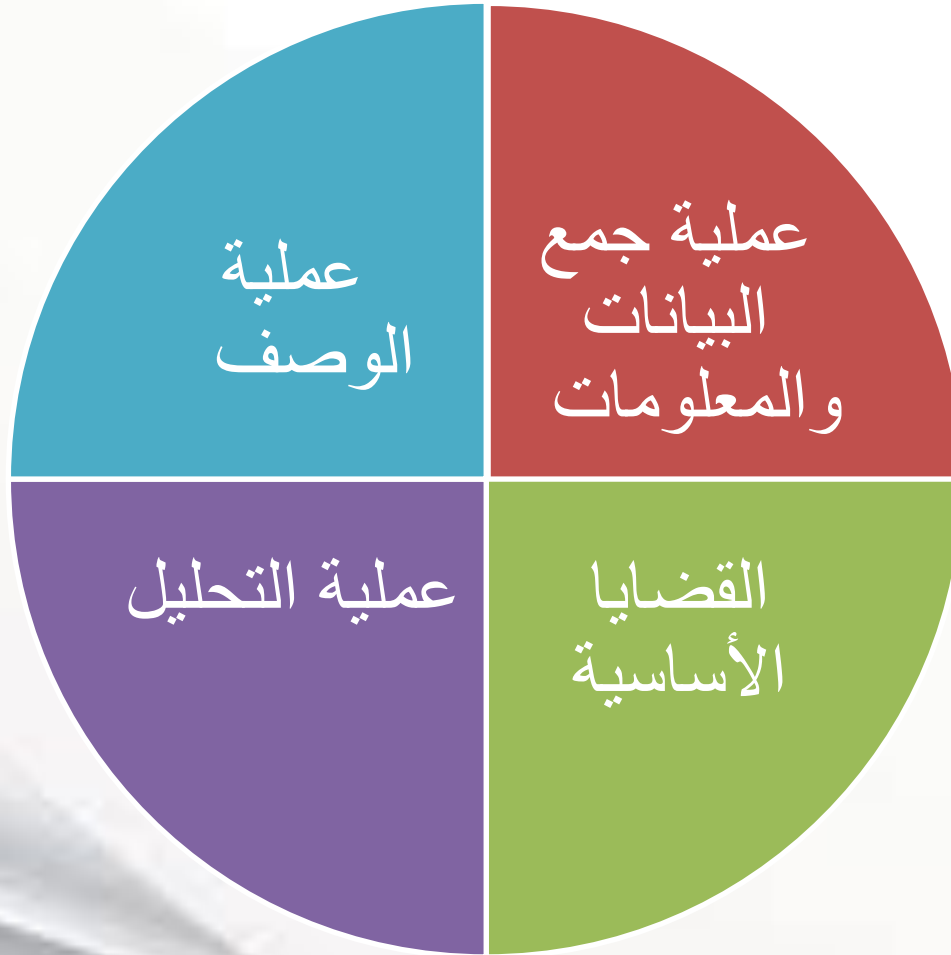 عملية جمع
البيانات
والمعلومات
عملية
الوصف
القضايا
الأساسية
عملية التحليل